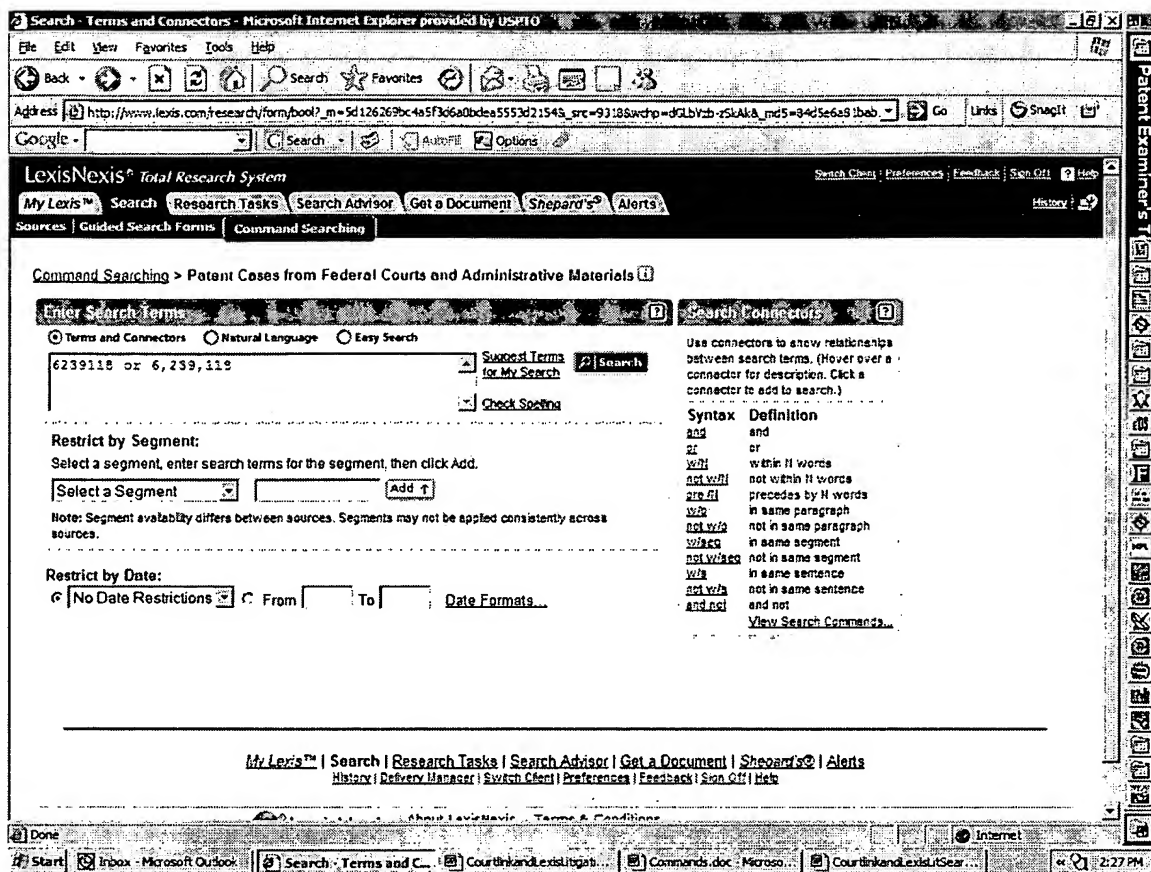 Search - Terms and Connectors - Microsoft Internet Explorer provided by USPTO
File Edit View Favorites Tools Help
Back Search Favorites
Address http://www.lexis.com/research/form/bool?_m=5d126269bc4a5f3d6a0bdea5553d2154&_src=9318&wchp=dGLbVzb-zSkAk&_md5=84d5e6a81bab Go Links SnagIt
Google - Search AutoFill Options
Patent Examiner's T
LexisNexis® Total Research System
Switch Client | Preferences | Feedback | Sign Off | ? Help
My Lexis™ Search Research Tasks Search Advisor Get a Document Shepard's® Alerts
History
Sources | Guided Search Forms | Command Searching
Command Searching > Patent Cases from Federal Courts and Administrative Materials i
Enter Search Terms ?
Terms and Connectors Natural Language Easy Search
6239118 or 6,239,118
Suggest Terms for My Search
Search
Check Spelling
Restrict by Segment:
Select a segment, enter search terms for the segment, then click Add.
Select a Segment Add ↑
Note: Segment availability differs between sources. Segments may not be applied consistently across
sources.
Restrict by Date:
No Date Restrictions From To Date Formats...
Search Connectors ?
Use connectors to show relationships
between search terms. (Hover over a
connector for description. Click a
connector to add to search.)
Syntax Definition
and and
or or
w/N within N words
not w/N not within N words
pre /N precedes by N words
w/p in same paragraph
not w/p not in same paragraph
w/seg in same segment
not w/seg not in same segment
w/s in same sentence
not w/s not in same sentence
and not and not
View Search Commands...
My Lexis™ | Search | Research Tasks | Search Advisor | Get a Document | Shepard's® | Alerts
History | Delivery Manager | Switch Client | Preferences | Feedback | Sign Off | Help
About LexisNexis Terms & Conditions
Done Internet
Start Inbox - Microsoft Outlook Search - Terms and C... CourtlinkandLexisLitigati... Commands.doc - Microso... CourtlinkandLexisLitSear... 2:27 PM